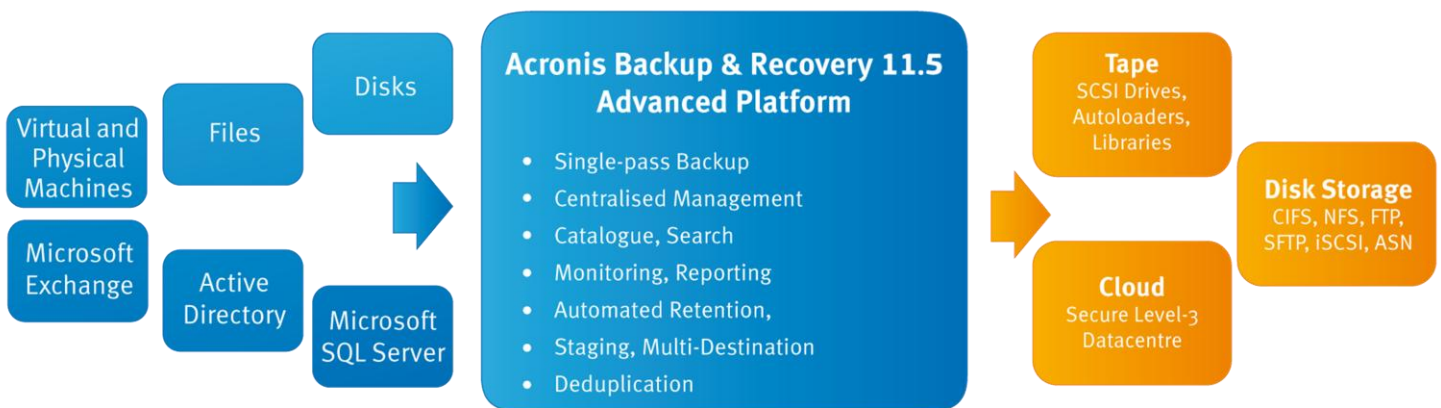 Disks
Files
Virtual and
Physical
Machines
Microsoft
Exchange
Active
Directory
Microsoft
SQL Server
Acronis Backup & Recovery 11.5
Advanced Platform
• Single-pass Backup
• Centralised Management
• Catalogue, Search
• Monitoring, Reporting
• Automated Retention,
• Staging, Multi-Destination
• Deduplication
Tape
SCSI Drives,
Autoloaders,
Libraries
Disk Storage
CIFS, NFS, FTP,
SFTP, iSCSI, ASN
Cloud
Secure Level-3
Datacentre